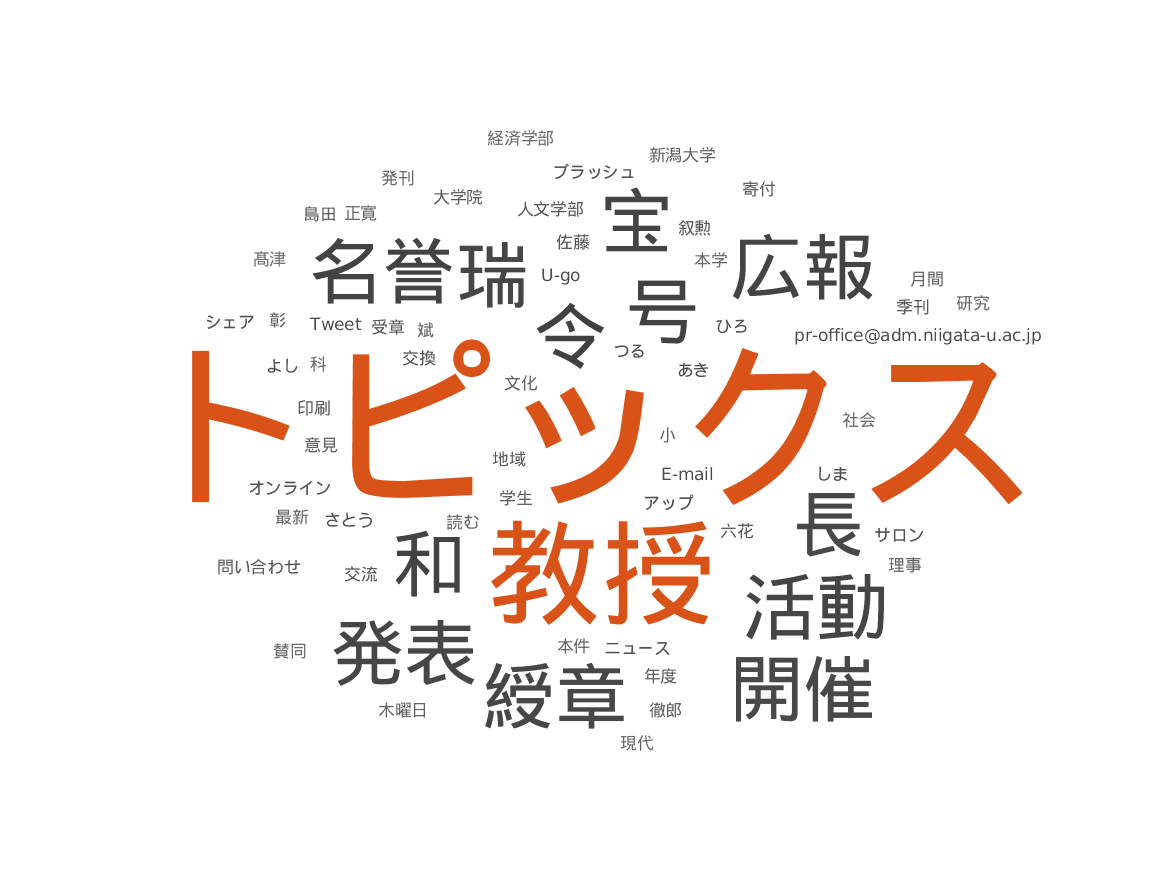 経済学部
新潟大学
ブラッシュ
発刊
寄付
大学院
人文学部
島田 正寛
宝
叙勲
佐藤
髙津
名誉
瑞
本学
広報
U-go
月間
号
季刊
研究
シェア
彰
Tweet
受章
斌
令
ひろ
pr-office@adm.niigata-u.ac.jp
つる
交換
よし
科
あき
文化
トピックス
印刷
社会
小
意見
地域
E-mail
しま
オンライン
学生
アップ
最新
さとう
読む
長
六花
サロン
和
教授
問い合わせ
交流
理事
活動
賛同
発表
本件
ニュース
年度
開催
綬章
木曜日
徹郎
現代